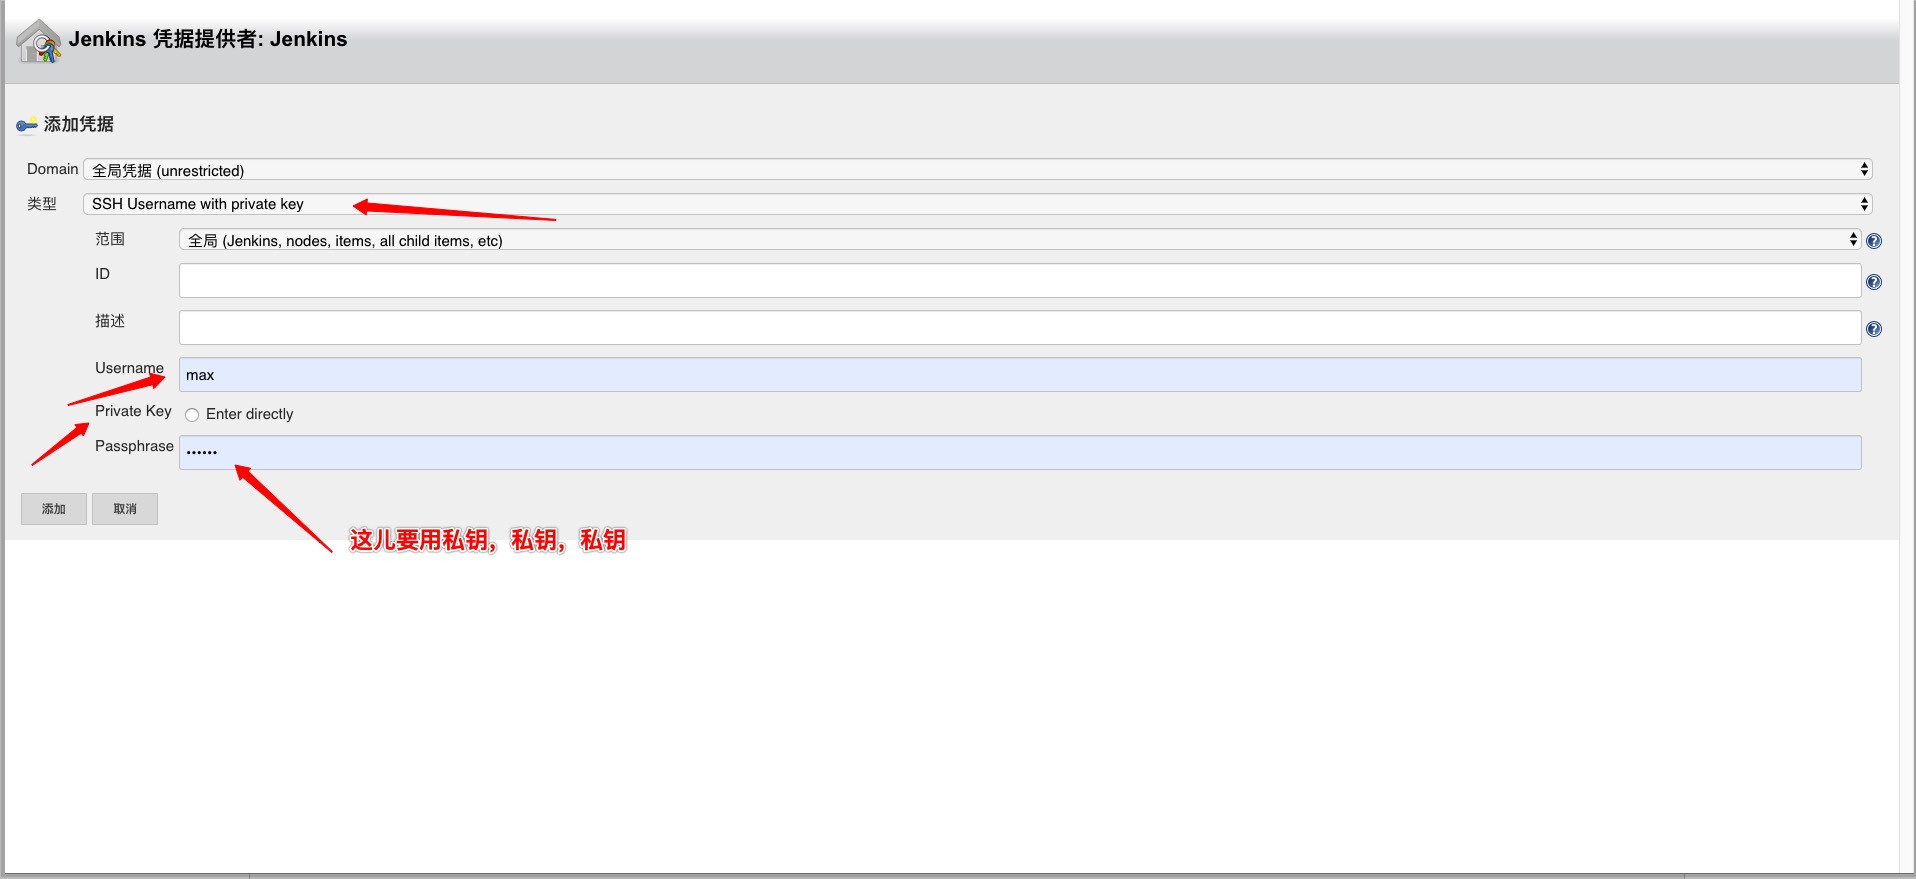 Jenkins 凭据提供者: Jenkins
添加凭据
Domain 全局凭据 (unrestricted)
类型 SSH Username with private key
范围 全局 (Jenkins, nodes, items, all child items, etc)
ID
描述
Username max
Private Key Enter directly
Passphrase ······
添加 取消
这儿要用私钥，私钥，私钥